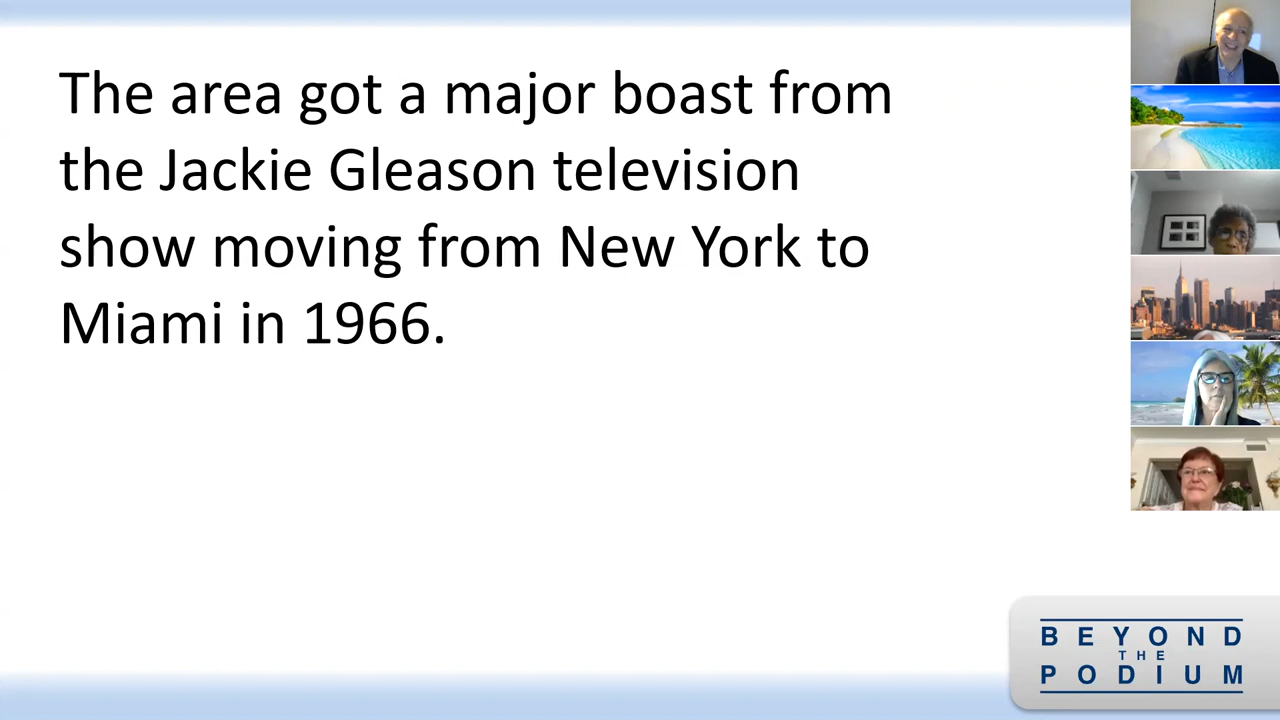 The area got a major boast from
the Jackie Gleason television
show moving from New York to
Miami in 1966.
BEYOND
THE
PODIUM